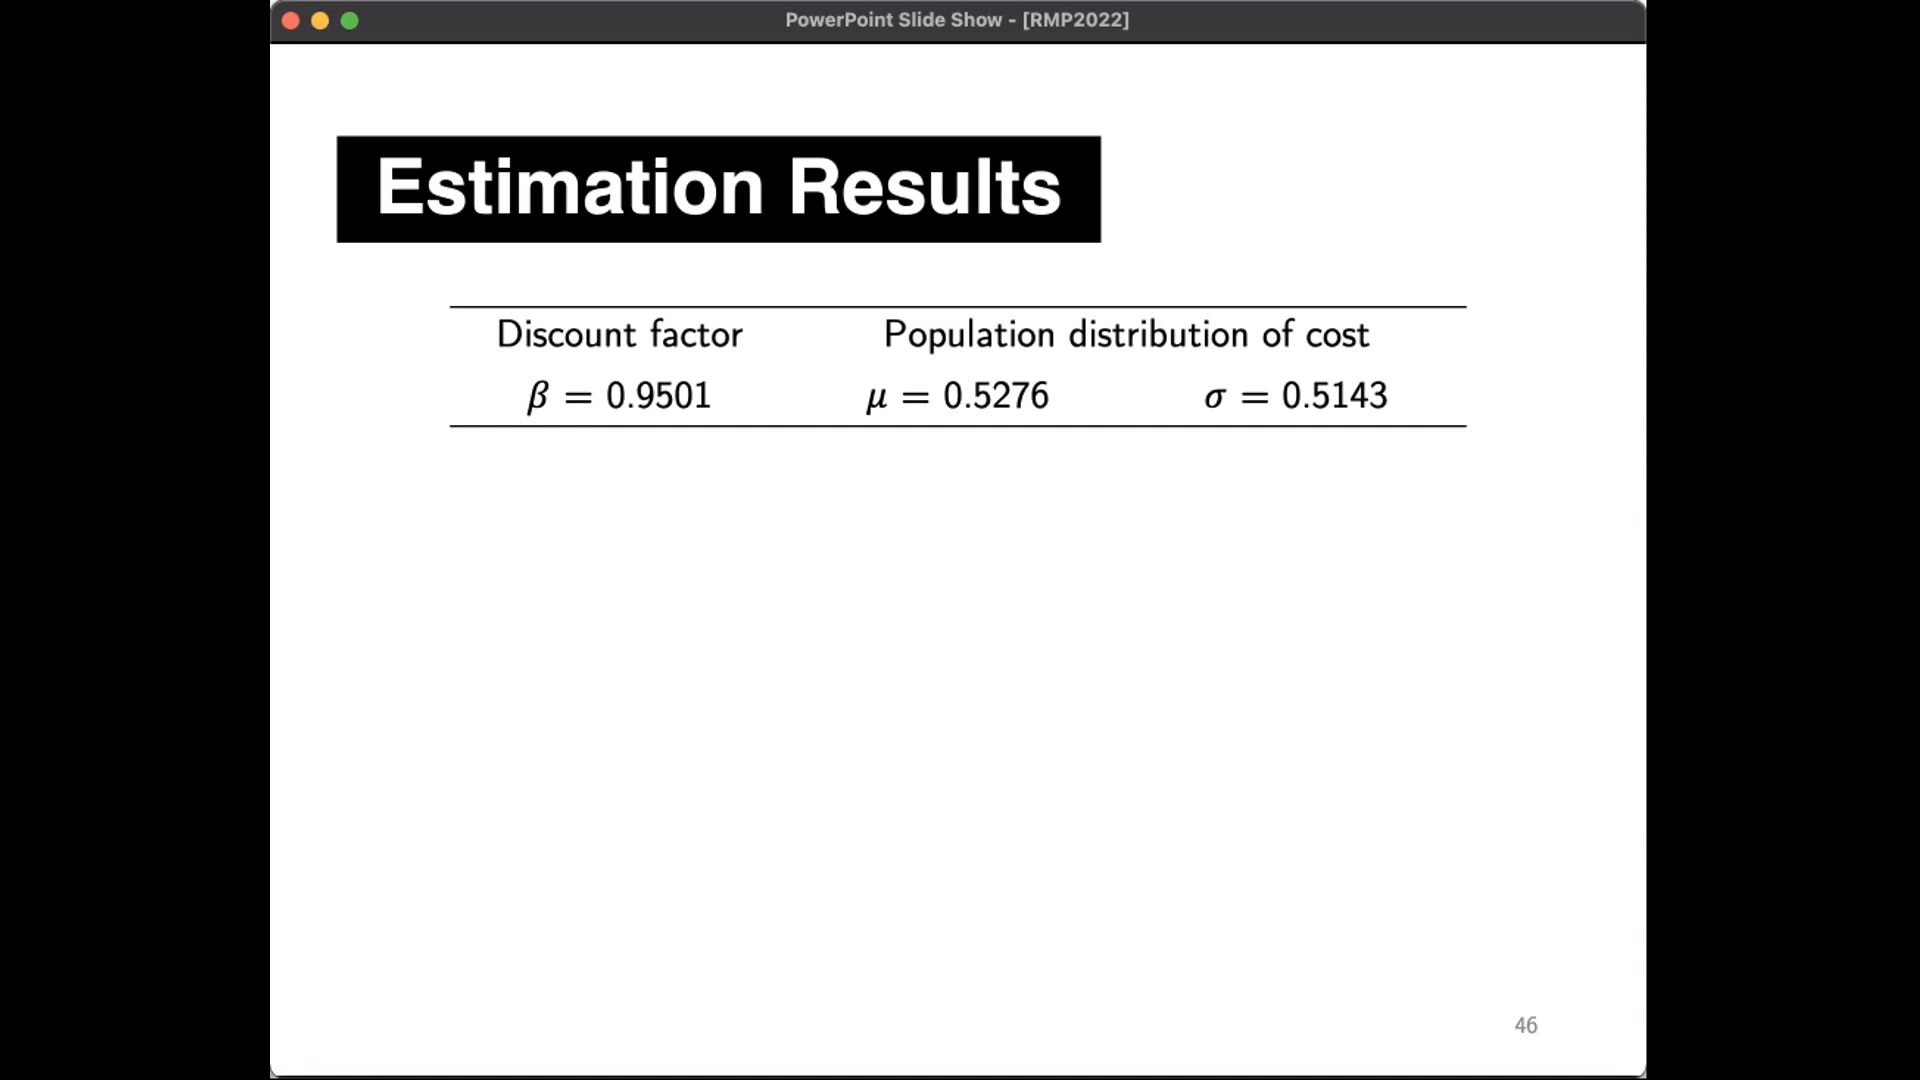 PowerPoint Slide Show - [RMP2022]
Estimation Results
Discount factor Population distribution of cost
β = 0.9501 μ = 0.5276 σ = 0.5143
46